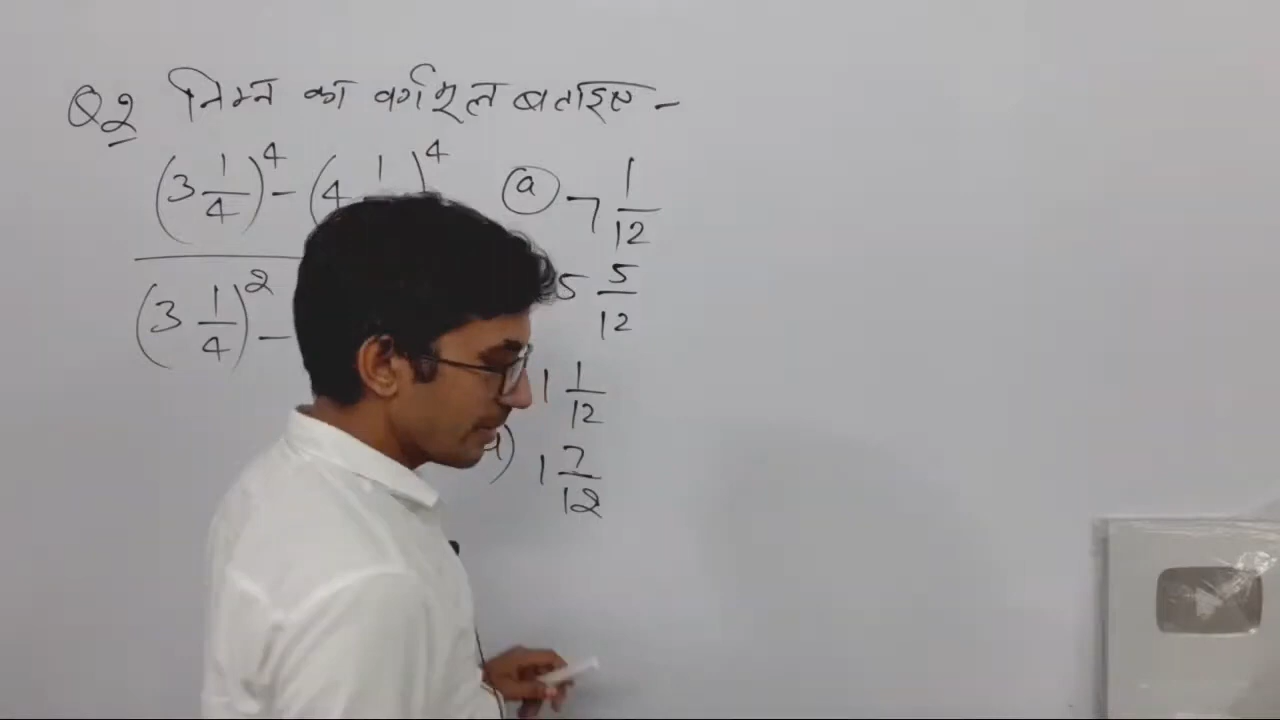 Q2 निम्न का वर्गमूल बताइए -
(3 1/4)^4 - (4 1/ )^4
(3 1/4)^2 -
(a) 7 1/12
5 5/12
1 1/12
1 7/12